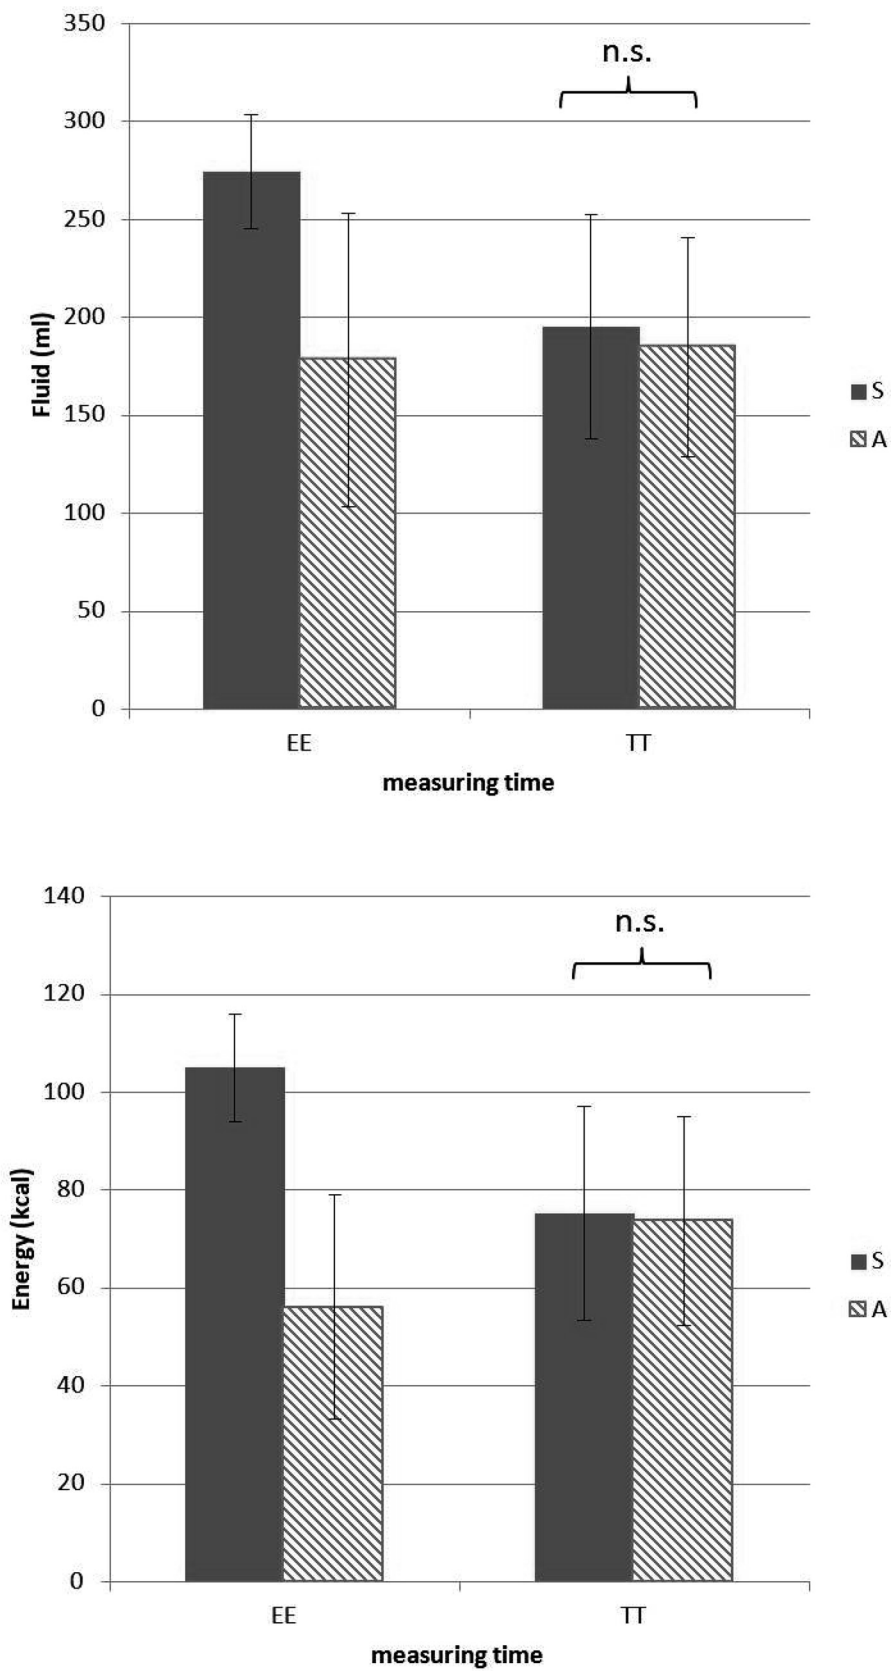 350
n.s.
300
250
200
Fluid (ml)
150
S
A
100
50
0
EE TT
measuring time
140
n.s.
120
100
80
Energy (kcal)
60
S
A
40
20
0
EE TT
measuring time